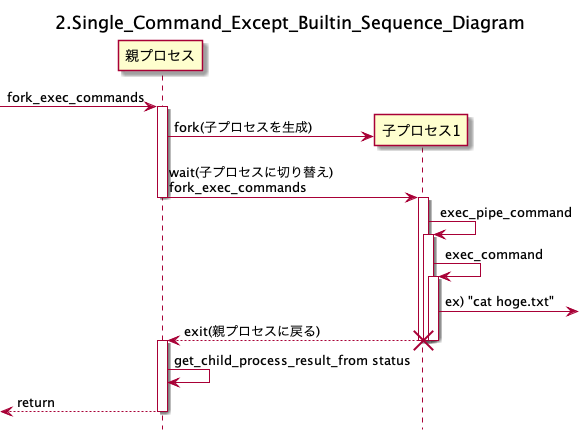 2.Single_Command_Except_Builtin_Sequence_Diagram
親プロセス
fork_exec_commands
fork(子プロセスを生成)
子プロセス1
wait(子プロセスに切り替え)
fork_exec_commands
exec_pipe_command
exec_command
ex) "cat hoge.txt"
exit(親プロセスに戻る)
get_child_process_result_from status
return